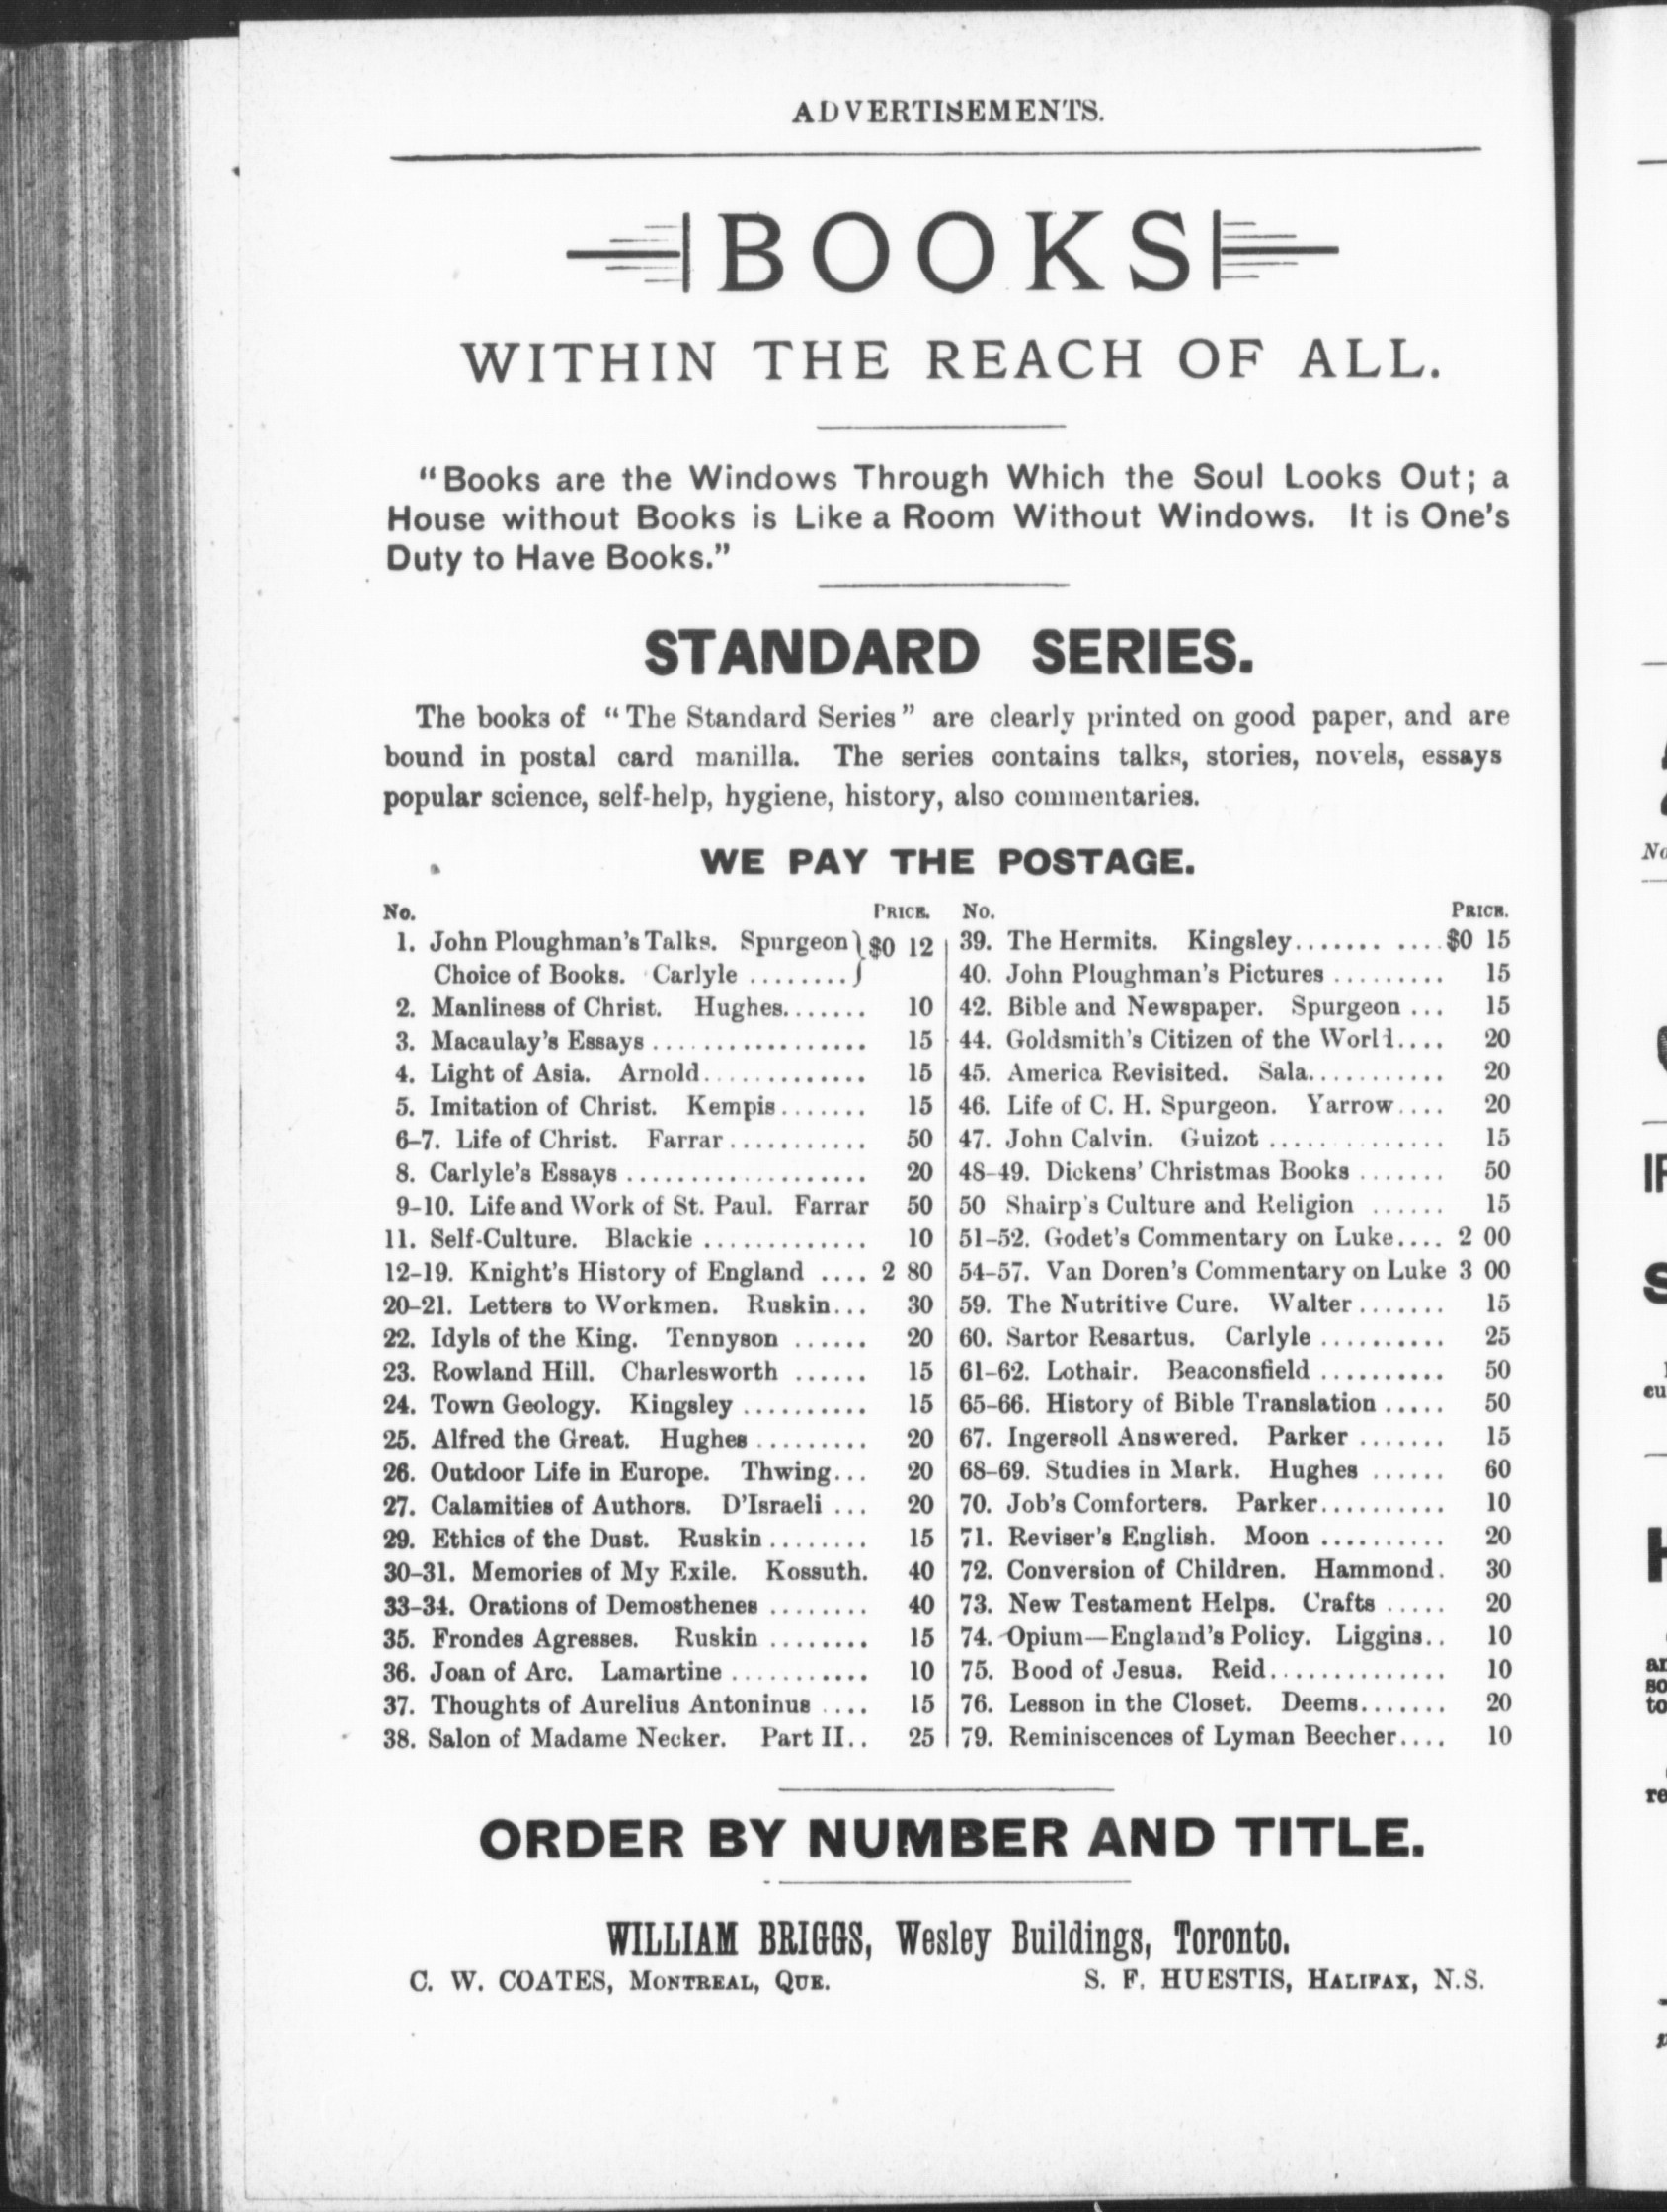 ADVERTISEMENTS.
BOOKS
WITHIN THE REACH OF ALL.
"Books are the Windows Through Which the Soul Looks Out; a
House without Books is Like a Room Without Windows. It is One's
Duty to Have Books."
STANDARD SERIES.
The books of "The Standard Series" are clearly printed on good paper, and are
bound in postal card manilla. The series contains talks, stories, novels, essays
popular science, self-help, hygiene, history, also commentaries.
WE PAY THE POSTAGE.
No. PRICE.
1. John Ploughman's Talks. Spurgeon } $0 12
Choice of Books. Carlyle ........
2. Manliness of Christ. Hughes....... 10
3. Macaulay's Essays ................. 15
4. Light of Asia. Arnold............. 15
5. Imitation of Christ. Kempis....... 15
6-7. Life of Christ. Farrar........... 50
8. Carlyle's Essays ................... 20
9-10. Life and Work of St. Paul. Farrar 50
11. Self-Culture. Blackie ............. 10
12-19. Knight's History of England .... 2 80
20-21. Letters to Workmen. Ruskin... 30
22. Idyls of the King. Tennyson ...... 20
23. Rowland Hill. Charlesworth ...... 15
24. Town Geology. Kingsley .......... 15
25. Alfred the Great. Hughes ......... 20
26. Outdoor Life in Europe. Thwing... 20
27. Calamities of Authors. D'Israeli ... 20
29. Ethics of the Dust. Ruskin ........ 15
30-31. Memories of My Exile. Kossuth. 40
33-34. Orations of Demosthenes ........ 40
35. Frondes Agresses. Ruskin ........ 15
36. Joan of Arc. Lamartine ........... 10
37. Thoughts of Aurelius Antoninus .... 15
38. Salon of Madame Necker. Part II.. 25
No. PRICE.
39. The Hermits. Kingsley....... .... $0 15
40. John Ploughman's Pictures ......... 15
42. Bible and Newspaper. Spurgeon ... 15
44. Goldsmith's Citizen of the World.... 20
45. America Revisited. Sala........... 20
46. Life of C. H. Spurgeon. Yarrow.... 20
47. John Calvin. Guizot .............. 15
48-49. Dickens' Christmas Books ....... 50
50 Shairp's Culture and Religion ...... 15
51-52. Godet's Commentary on Luke.... 2 00
54-57. Van Doren's Commentary on Luke 3 00
59. The Nutritive Cure. Walter ....... 15
60. Sartor Resartus. Carlyle .......... 25
61-62. Lothair. Beaconsfield .......... 50
65-66. History of Bible Translation ..... 50
67. Ingersoll Answered. Parker ....... 15
68-69. Studies in Mark. Hughes ...... 60
70. Job's Comforters. Parker.......... 10
71. Reviser's English. Moon .......... 20
72. Conversion of Children. Hammond. 30
73. New Testament Helps. Crafts ..... 20
74. Opium—England's Policy. Liggins.. 10
75. Bood of Jesus. Reid.............. 10
76. Lesson in the Closet. Deems....... 20
79. Reminiscences of Lyman Beecher.... 10
ORDER BY NUMBER AND TITLE.
WILLIAM BRIGGS, Wesley Buildings, Toronto.
C. W. COATES, MONTREAL, QUE. S. F. HUESTIS, HALIFAX, N.S.